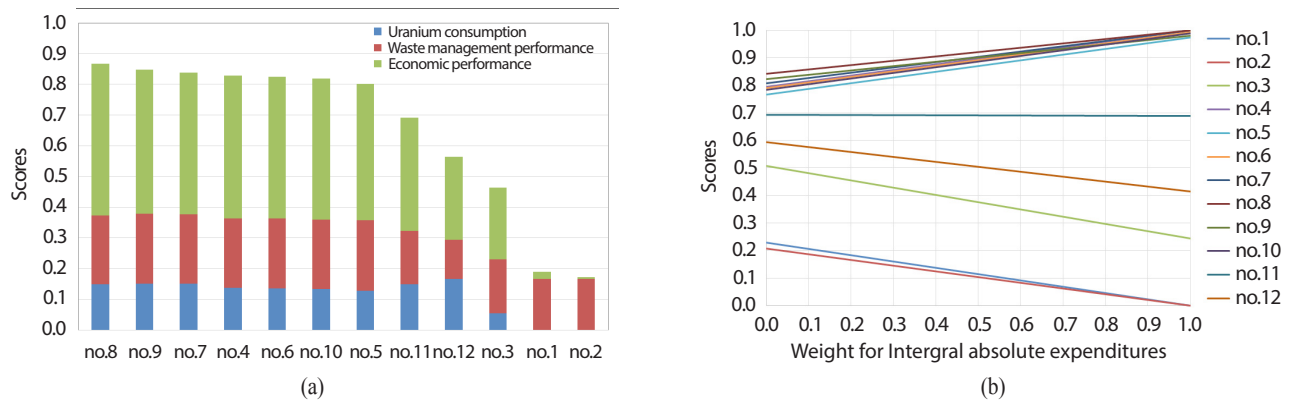 1.0
0.9
0.8
0.7
0.6
0.5
0.4
0.3
0.2
0.1
0.0
Scores
Uranium consumption
Waste management performance
Economic performance
no.8 no.9 no.7 no.4 no.6 no.10 no.5 no.11 no.12 no.3 no.1 no.2
(a)
1.0
0.9
0.8
0.7
0.6
0.5
0.4
0.3
0.2
0.1
0.0
Scores
0.0 0.1 0.2 0.3 0.4 0.5 0.6 0.7 0.8 0.9 1.0
Weight for Intergral absolute expenditures
no.1
no.2
no.3
no.4
no.5
no.6
no.7
no.8
no.9
no.10
no.11
no.12
(b)